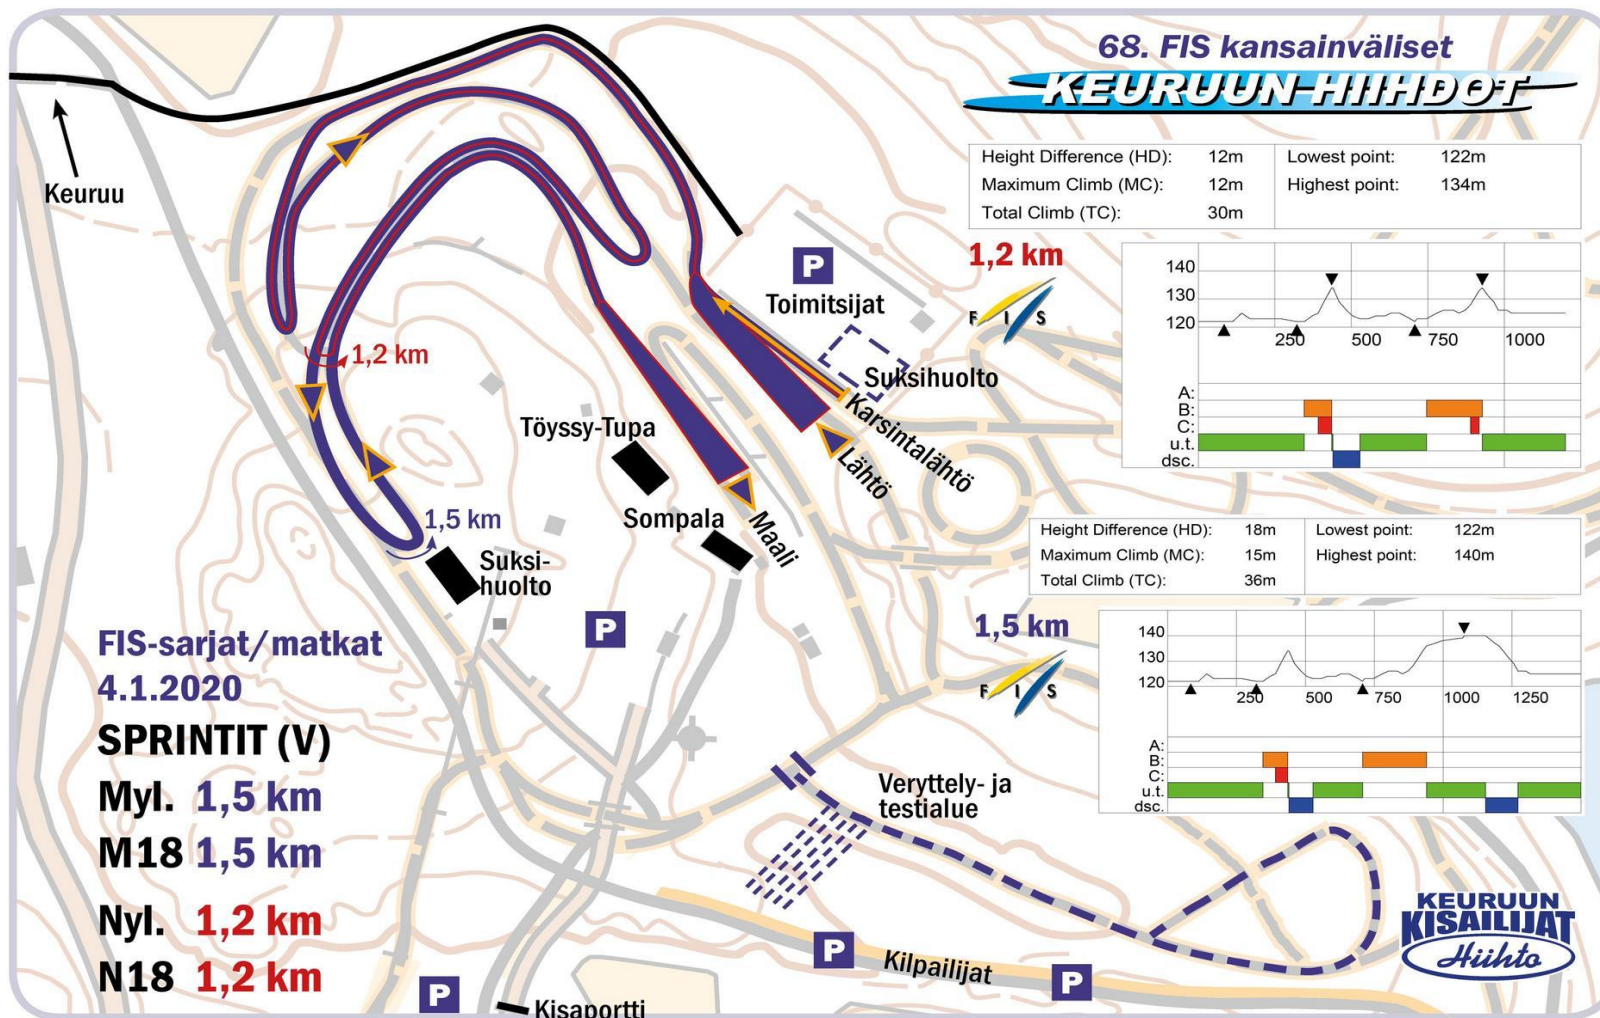 68. FIS kansainväliset
KEURUUN HIIHDOT
Height Difference (HD): 12m Lowest point: 122m
Maximum Climb (MC): 12m Highest point: 134m
Total Climb (TC): 30m
1,2 km
F I S
140
130
120
250 500 750 1000
A:
B:
C:
u.t.
dsc.
Keuruu
P
Toimitsijat
Suksihuolto
Karsintalähtö
Lähtö
1,2 km
Töyssy-Tupa
Sompala
Maali
1,5 km
Suksi-
huolto
P
Height Difference (HD): 18m Lowest point: 122m
Maximum Climb (MC): 15m Highest point: 140m
Total Climb (TC): 36m
1,5 km
F I S
140
130
120
250 500 750 1000 1250
A:
B:
C:
u.t.
dsc.
FIS-sarjat/matkat
4.1.2020
SPRINTIT (V)
Myl. 1,5 km
M18 1,5 km
Nyl. 1,2 km
N18 1,2 km
Veryttely- ja
testialue
P
Kilpailijat
P
P
Kisaportti
KEURUUN
KISAILIJAT
Hiihto